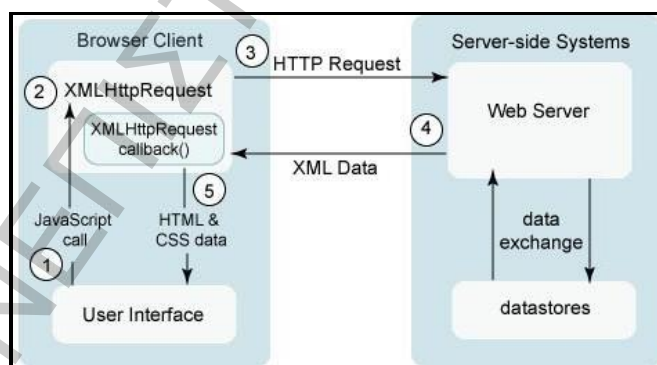 Browser Client
Server-side Systems
3
HTTP Request
2
XMLHttpRequest
Web Server
XMLHttpRequest
callback()
4
XML Data
5
JavaScript
call
HTML &
CSS data
data
exchange
1
User Interface
datastores